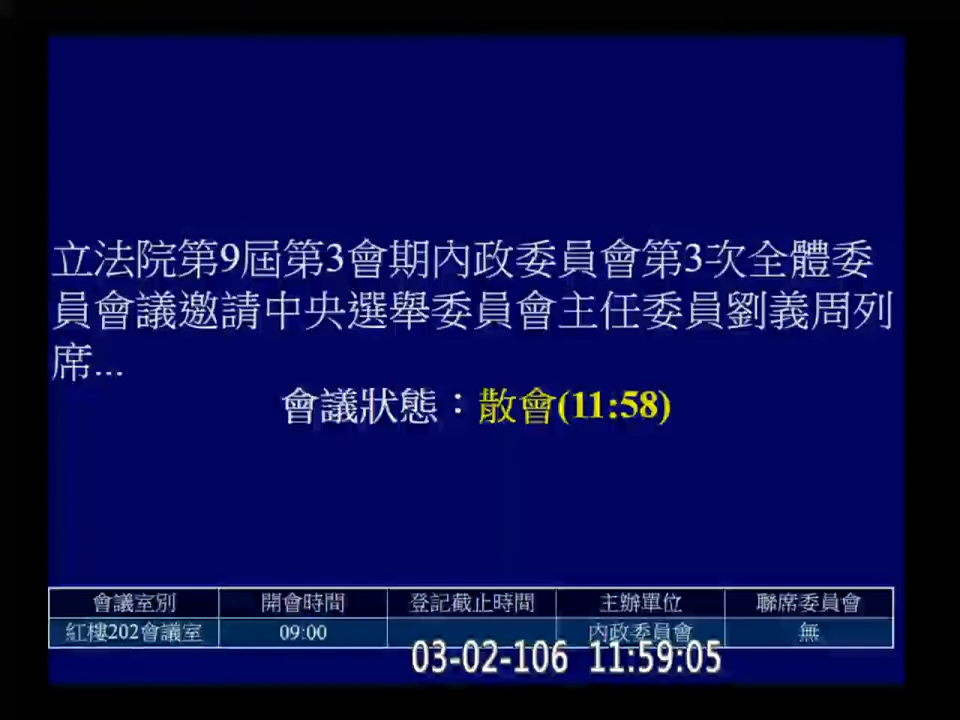 立法院第9屆第3會期內政委員會第3次全體委
員會議邀請中央選舉委員會主任委員劉義周列
席...
會議狀態：散會(11:58)
會議室別 開會時間 登記截止時間 主辦單位 聯席委員會
紅樓202會議室 09:00 內政委員會 無
03-02-106 11:59:05